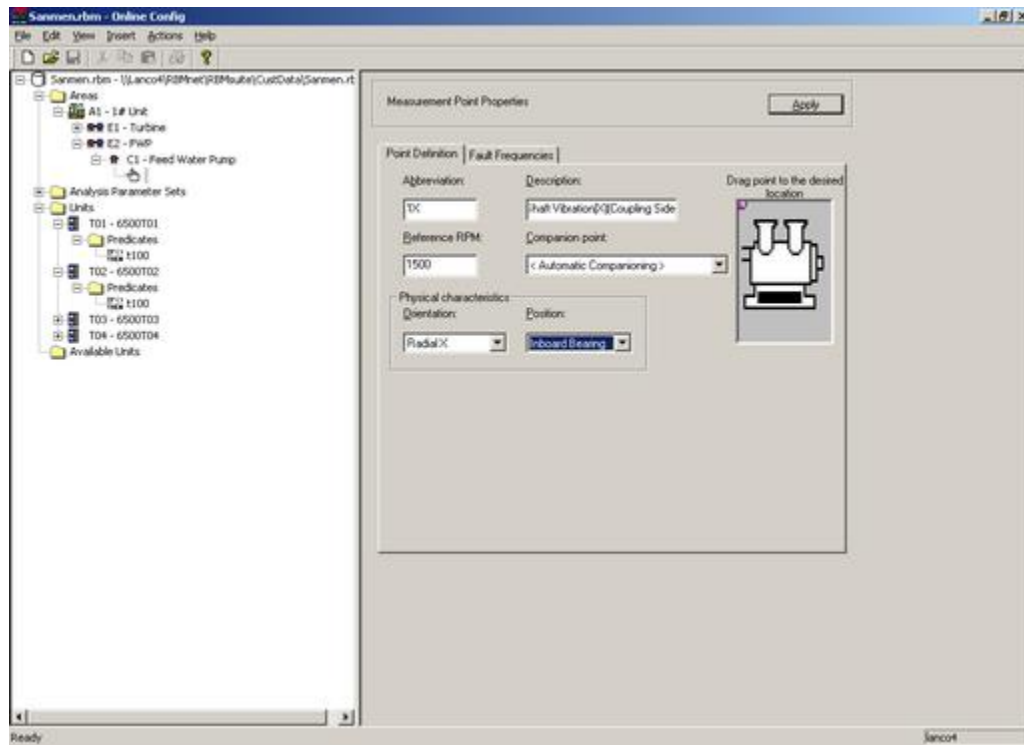 Sanmen.rbm - Online Config
File Edit View Insert Actions Help
Sanmen.rbm - \\Lanco4\RBMnet\RBMsuite\CustData\Sanmen.rt
Areas
A1 - 1# Unit
E1 - Turbine
E2 - FWP
C1 - Feed Water Pump
Analysis Parameter Sets
Units
T01 - 6500T01
Predicates
t100
T02 - 6500T02
Predicates
t100
T03 - 6500T03
T04 - 6500T04
Available Units
Measurement Point Properties
Apply
Point Definition Fault Frequencies
Abbreviation: Description: Drag point to the desired
location
1X Shaft Vibration[X][Coupling Side
Reference RPM: Companion point:
1500 < Automatic Companioning >
Physical characteristics
Orientation: Position:
Radial X Inboard Bearing
Ready lanco4